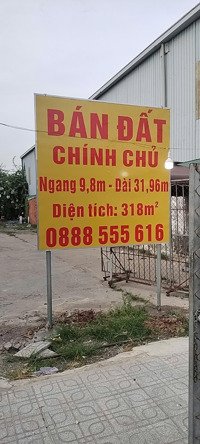 BÁN ĐẤT
CHÍNH CHỦ
Ngang 9,8m - Dài 31,96m
Diện tích: 318m²
0888 555 616